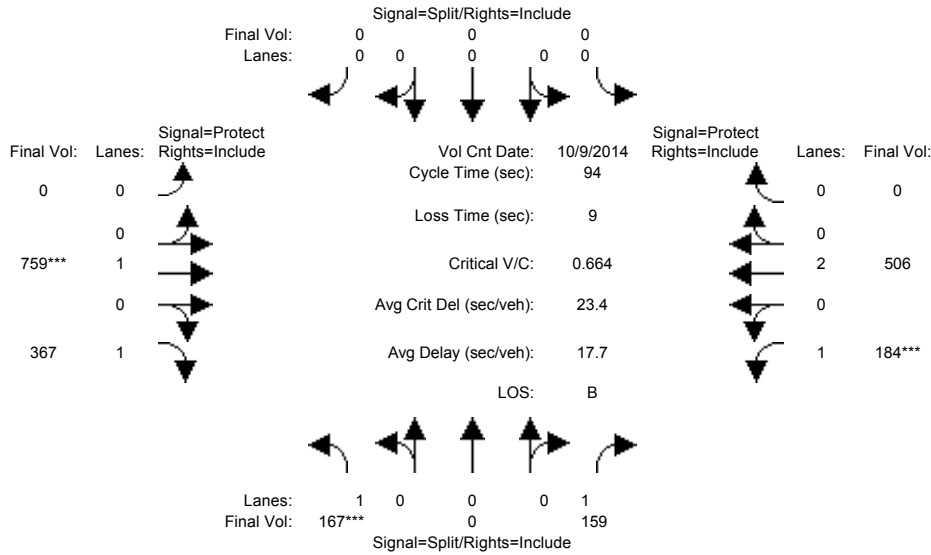 Signal=Split/Rights=Include
Final Vol: 0 0 0
Lanes: 0 0 0 0 0
Signal=Protect Signal=Protect
Final Vol: Lanes: Rights=Include Vol Cnt Date: 10/9/2014 Rights=Include Lanes: Final Vol:
Cycle Time (sec): 94
0 0 0 0
Loss Time (sec): 9
0 0
759*** 1 Critical V/C: 0.664 2 506
0 Avg Crit Del (sec/veh): 23.4 0
367 1 Avg Delay (sec/veh): 17.7 1 184***
LOS: B
Lanes: 1 0 0 0 1
Final Vol: 167*** 0 159
Signal=Split/Rights=Include